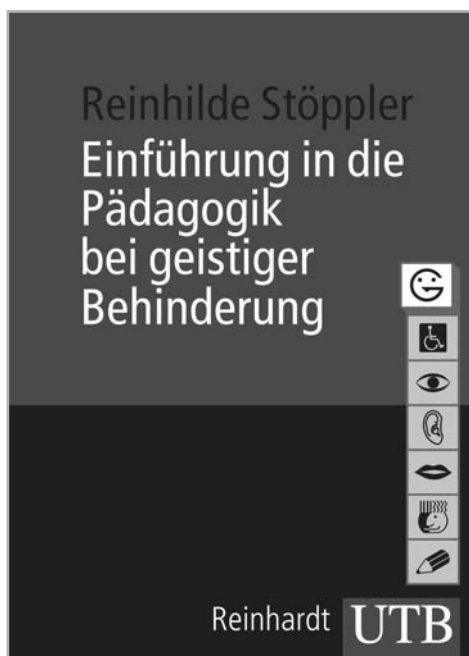 Reinhilde Stöppler
Einführung in die
Pädagogik
bei geistiger
Behinderung
Reinhardt UTB